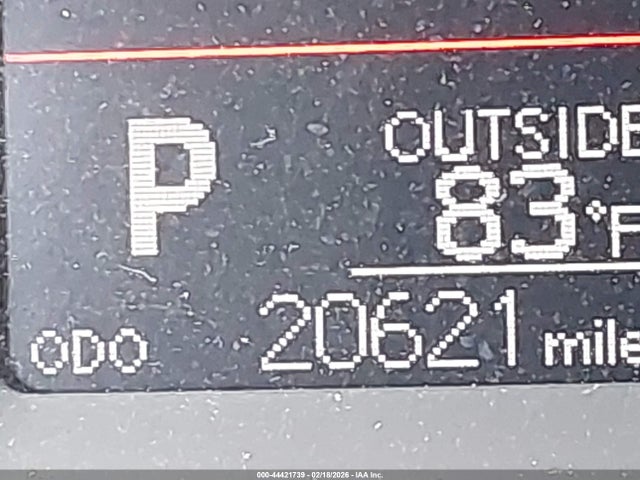 P
OUTSIDE
83°F
ODO 20621 mile
000-44421739 - 02/18/2026 - IAA Inc.